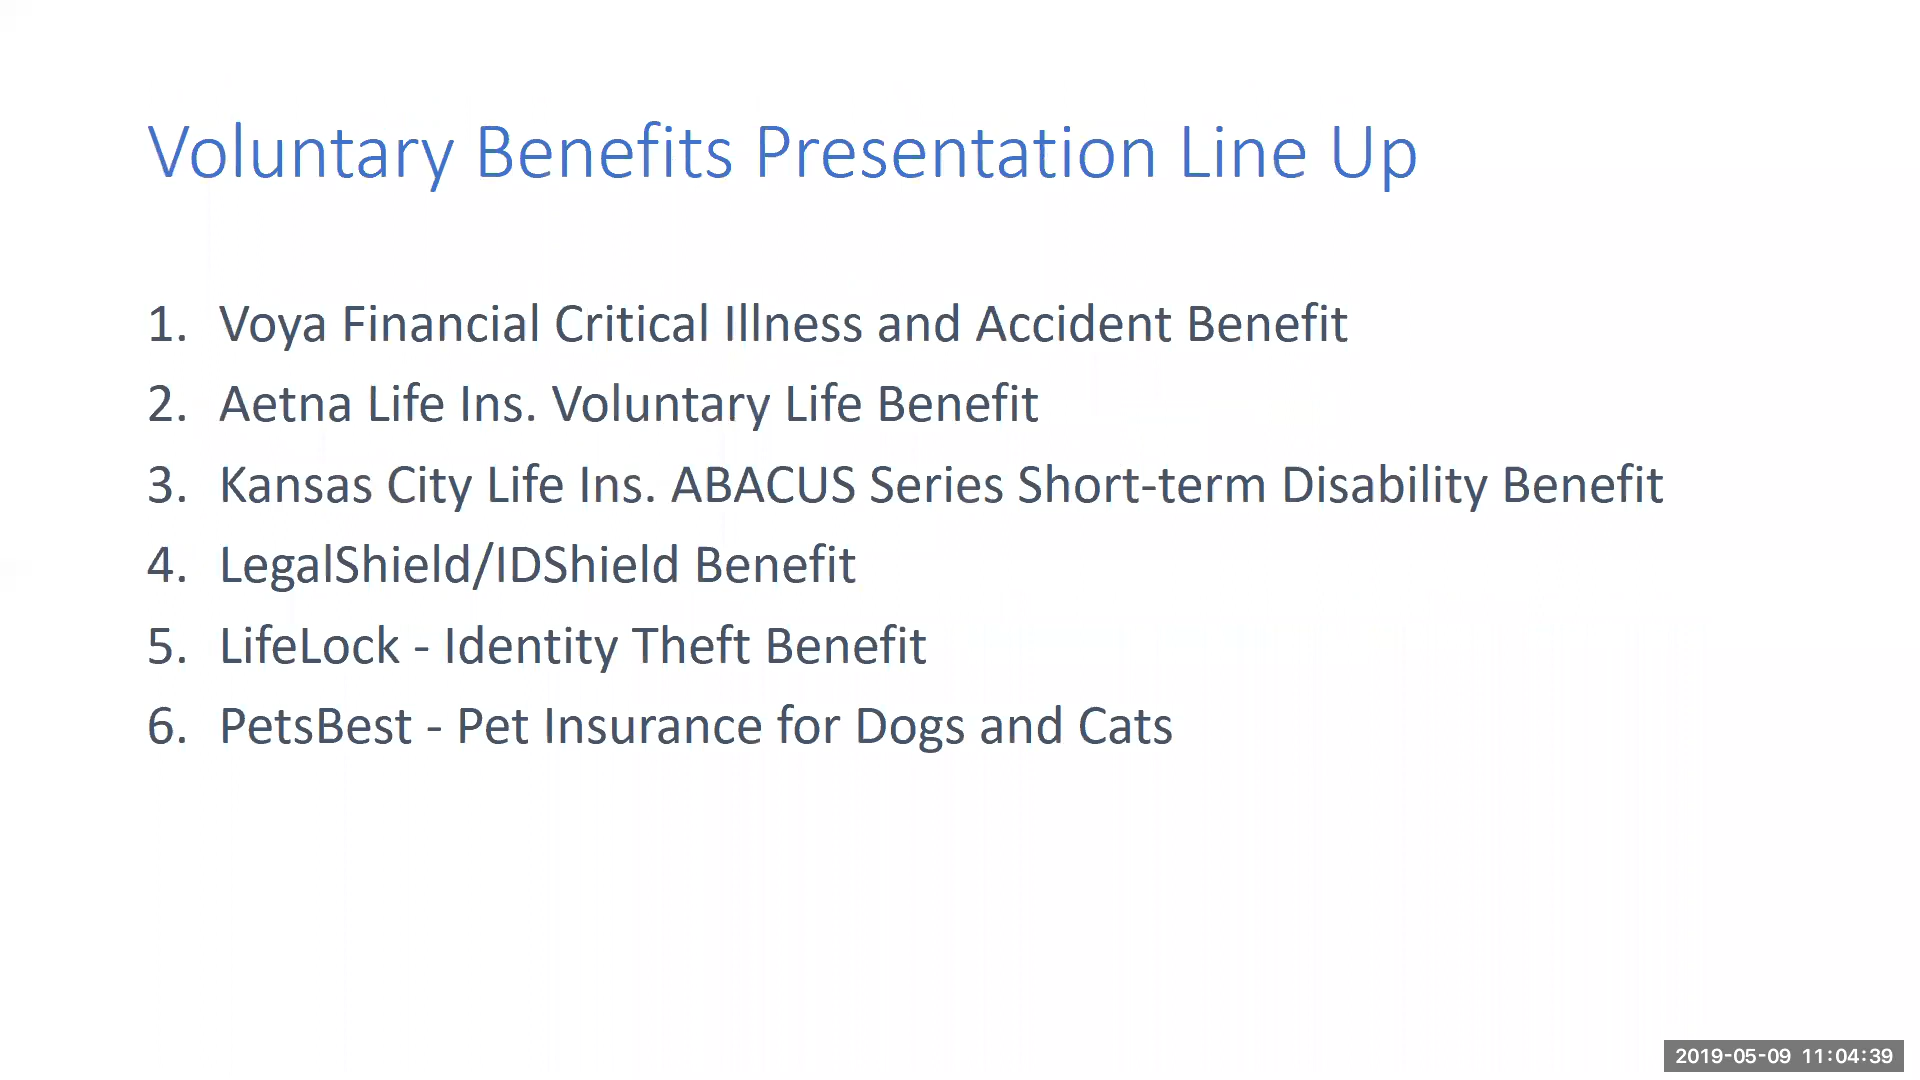 Voluntary Benefits Presentation Line Up
1. Voya Financial Critical Illness and Accident Benefit
2. Aetna Life Ins. Voluntary Life Benefit
3. Kansas City Life Ins. ABACUS Series Short-term Disability Benefit
4. LegalShield/IDShield Benefit
5. LifeLock - Identity Theft Benefit
6. PetsBest - Pet Insurance for Dogs and Cats
2019-05-09 11:04:39